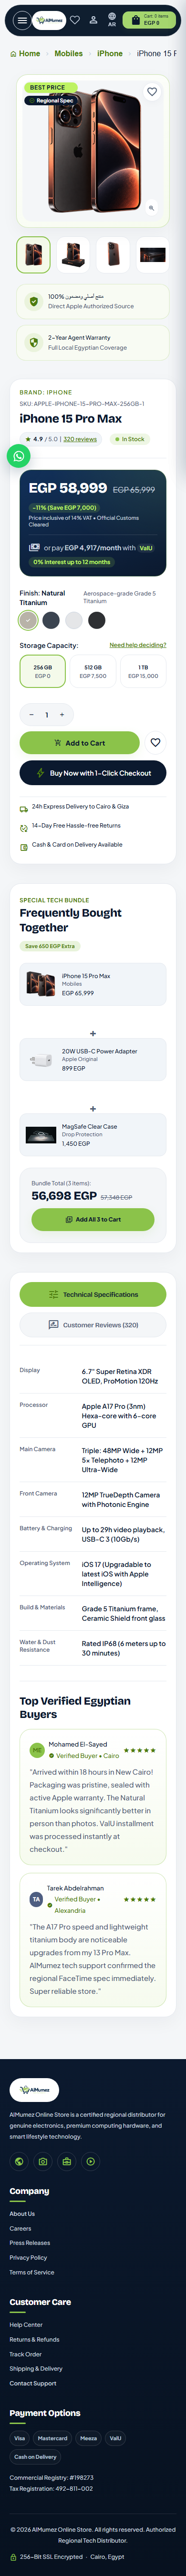 AlMumez
AR
Cart: 0 items
EGP 0
Home
Mobiles
iPhone
iPhone 15 P
BEST PRICE
Regional Spec
100% منتج أصلي ومضمون
Direct Apple Authorized Source
2-Year Agent Warranty
Full Local Egyptian Coverage
BRAND: IPHONE
SKU: APPLE-IPHONE-15-PRO-MAX-256GB-1
iPhone 15 Pro Max
4.9 / 5.0 | 320 reviews
In Stock
EGP 58,999 EGP 65,999
-11% (Save EGP 7,000)
Price inclusive of 14% VAT • Official Customs
Cleared
or pay EGP 4,917/month with ValU
0% interest up to 12 months
Finish: Natural
Titanium
Aerospace-grade Grade 5
Titanium
Storage Capacity:
Need help deciding?
256 GB
EGP 0
512 GB
EGP 7,500
1 TB
EGP 15,000
− 1 +
Add to Cart
Buy Now with 1-Click Checkout
24h Express Delivery to Cairo & Giza
14-Day Free Hassle-free Returns
Cash & Card on Delivery Available
SPECIAL TECH BUNDLE
Frequently Bought
Together
Save 650 EGP Extra
iPhone 15 Pro Max
Mobiles
EGP 65,999
+
20W USB-C Power Adapter
Apple Original
899 EGP
+
MagSafe Clear Case
Drop Protection
1,450 EGP
Bundle Total (3 items):
56,698 EGP 57,348 EGP
Add All 3 to Cart
Technical Specifications
Customer Reviews (320)
Display
6.7" Super Retina XDR
OLED, ProMotion 120Hz
Processor
Apple A17 Pro (3nm)
Hexa-core with 6-core
GPU
Main Camera
Triple: 48MP Wide + 12MP
5x Telephoto + 12MP
Ultra-Wide
Front Camera
12MP TrueDepth Camera
with Photonic Engine
Battery & Charging
Up to 29h video playback,
USB-C 3 (10Gb/s)
Operating System
iOS 17 (Upgradable to
latest iOS with Apple
Intelligence)
Build & Materials
Grade 5 Titanium frame,
Ceramic Shield front glass
Water & Dust
Resistance
Rated IP68 (6 meters up to
30 minutes)
Top Verified Egyptian
Buyers
ME
Mohamed El-Sayed
Verified Buyer • Cairo
★★★★★
"Arrived within 18 hours in New Cairo!
Packaging was pristine, sealed with
active Apple warranty. The Natural
Titanium looks significantly better in
person than photos. ValU installment
was processed instantly at
checkout."
TA
Tarek Abdelrahman
Verified Buyer •
Alexandria
★★★★★
"The A17 Pro speed and lightweight
titanium body are noticeable
upgrades from my 13 Pro Max.
AlMumez tech support confirmed the
regional FaceTime spec immediately.
Super reliable store."
AlMumez
AlMumez Online Store is a certified regional distributor for
genuine electronics, premium computing hardware, and
smart lifestyle technology.
Company
About Us
Careers
Press Releases
Privacy Policy
Terms of Service
Customer Care
Help Center
Returns & Refunds
Track Order
Shipping & Delivery
Contact Support
Payment Options
Visa
Mastercard
Meeza
ValU
Cash on Delivery
Commercial Registry: #198273
Tax Registration: 492-811-002
© 2026 AlMumez Online Store. All rights reserved. Authorized
Regional Tech Distributor.
256-Bit SSL Encrypted · Cairo, Egypt